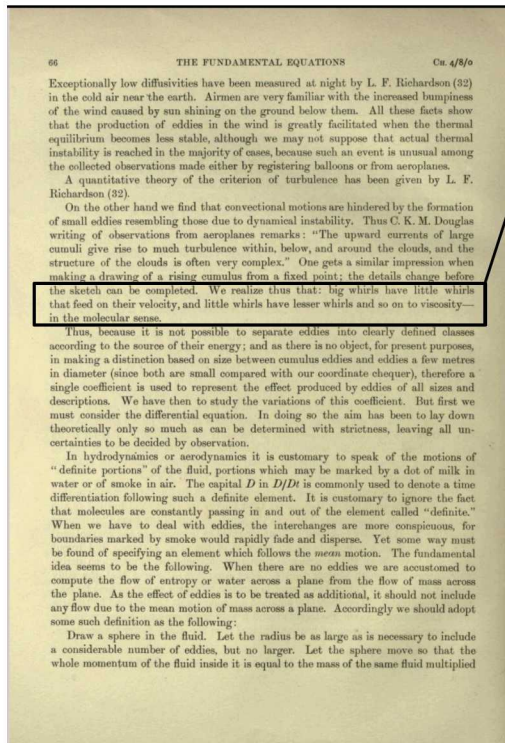 66 THE FUNDAMENTAL EQUATIONS Ch. 4/8/0
Exceptionally low diffusivities have been measured at night by L. F. Richardson (32)
in the cold air near the earth. Airmen are very familiar with the increased bumpiness
of the wind caused by sun shining on the ground below them. All these facts show
that the production of eddies in the wind is greatly facilitated when the thermal
equilibrium becomes less stable, although we may not suppose that actual thermal
instability is reached in the majority of cases, because such an event is unusual among
the collected observations made either by registering balloons or from aeroplanes.
A quantitative theory of the criterion of turbulence has been given by L. F.
Richardson (32).
On the other hand we find that convectional motions are hindered by the formation
of small eddies resembling those due to dynamical instability. Thus C. K. M. Douglas
writing of observations from aeroplanes remarks: "The upward currents of large
cumuli give rise to much turbulence within, below, and around the clouds, and the
structure of the clouds is often very complex." One gets a similar impression when
making a drawing of a rising cumulus from a fixed point; the details change before
the sketch can be completed. We realize thus that: big whirls have little whirls
that feed on their velocity, and little whirls have lesser whirls and so on to viscosity—
in the molecular sense.
Thus, because it is not possible to separate eddies into clearly defined classes
according to the source of their energy; and as there is no object, for present purposes,
in making a distinction based on size between cumulus eddies and eddies a few metres
in diameter (since both are small compared with our coordinate chequer), therefore a
single coefficient is used to represent the effect produced by eddies of all sizes and
descriptions. We have then to study the variations of this coefficient. But first we
must consider the differential equation. In doing so the aim has been to lay down
theoretically only so much as can be determined with strictness, leaving all un-
certainties to be decided by observation.
In hydrodynamics or aerodynamics it is customary to speak of the motions of
"definite portions" of the fluid, portions which may be marked by a dot of milk in
water or of smoke in air. The capital D in D/Dt is commonly used to denote a time
differentiation following such a definite element. It is customary to ignore the fact
that molecules are constantly passing in and out of the element called "definite."
When we have to deal with eddies, the interchanges are more conspicuous, for
boundaries marked by smoke would rapidly fade and disperse. Yet some way must
be found of specifying an element which follows the mean motion. The fundamental
idea seems to be the following. When there are no eddies we are accustomed to
compute the flow of entropy or water across a plane from the flow of mass across
the plane. As the effect of eddies is to be treated as additional, it should not include
any flow due to the mean motion of mass across a plane. Accordingly we should adopt
some such definition as the following:
Draw a sphere in the fluid. Let the radius be as large as is necessary to include
a considerable number of eddies, but no larger. Let the sphere move so that the
whole momentum of the fluid inside it is equal to the mass of the same fluid multiplied